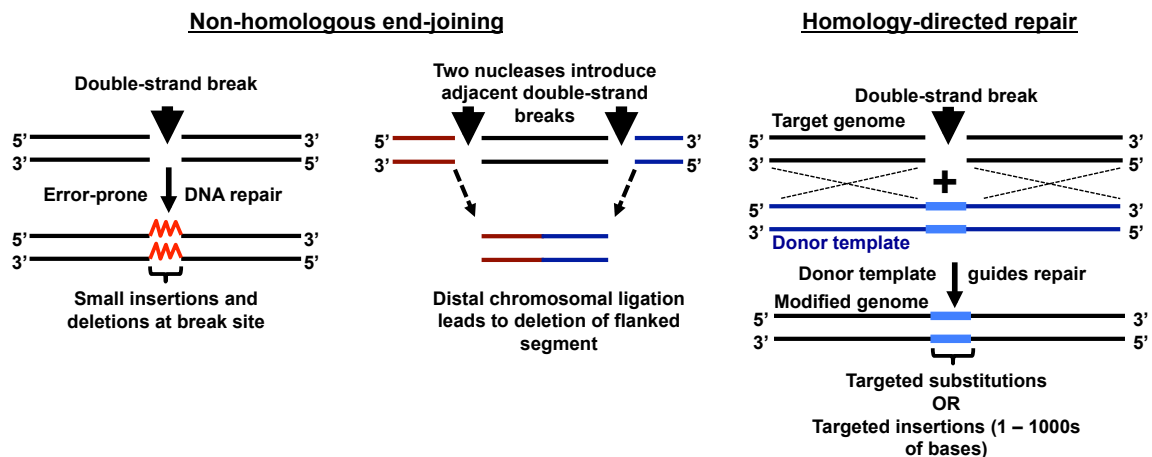 Non-homologous end-joining
Double-strand break
5’ 3’
3’ 5’
Error-prone DNA repair
5’ 3’
3’ 5’
Small insertions and
deletions at break site
Two nucleases introduce
adjacent double-strand
breaks
5’ 3’
3’ 5’
Distal chromosomal ligation
leads to deletion of flanked
segment
Homology-directed repair
Double-strand break
Target genome
5’ 3’
3’ 5’
+
5’ 3’
3’ 5’
Donor template
Donor template guides repair
Modified genome
5’ 3’
3’ 5’
Targeted substitutions
OR
Targeted insertions (1 – 1000s
of bases)